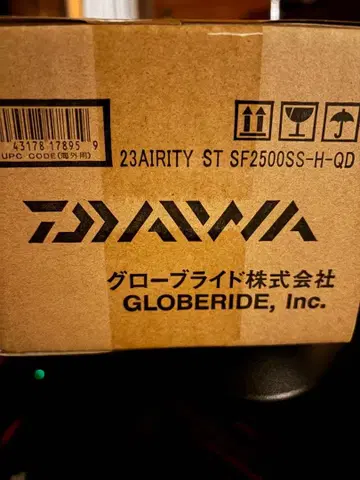 43178 17895 9
UPC CODE(海外用)
23AIRITY ST SF2500SS-H-QD
DAIWA
グローブライド株式会社
GLOBERIDE, Inc.